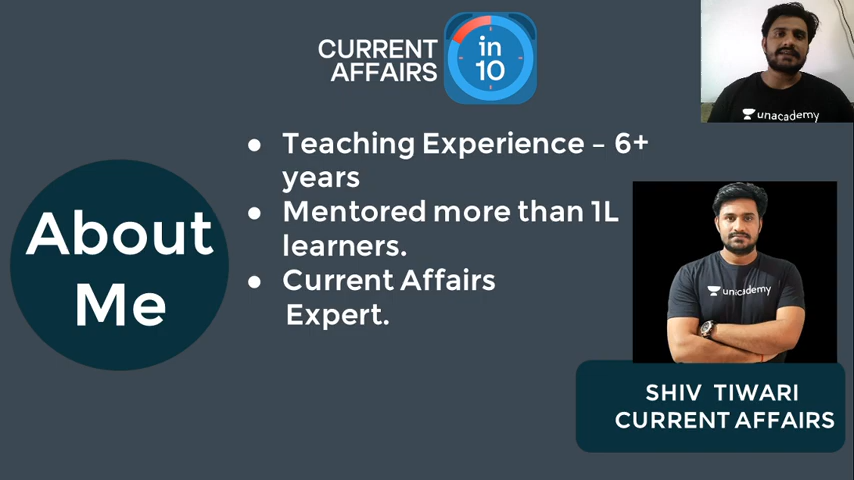 CURRENT
AFFAIRS
in
10
unacademy
About
Me
● Teaching Experience – 6+
years
● Mentored more than 1L
learners.
● Current Affairs
Expert.
unacademy
SHIV TIWARI
CURRENT AFFAIRS